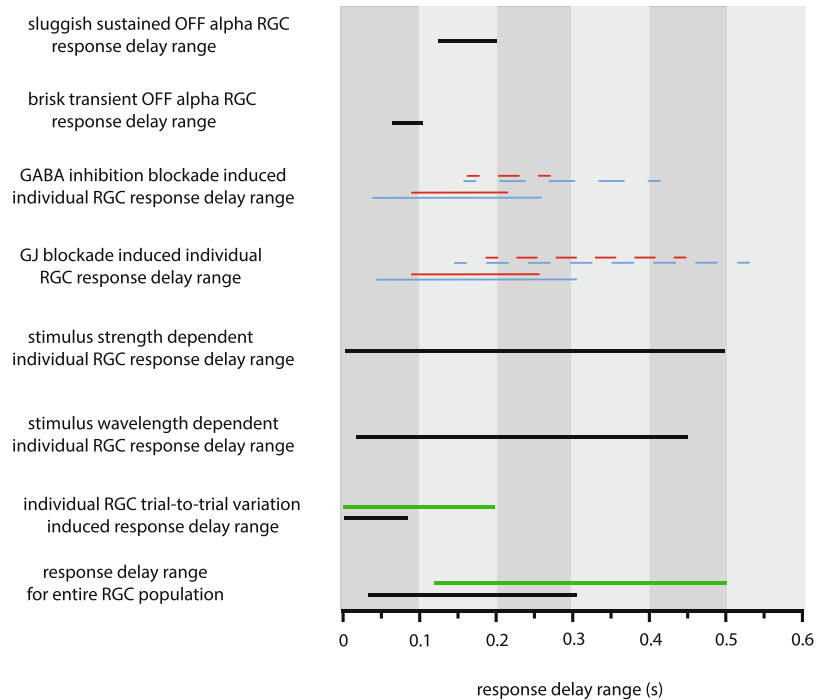 sluggish sustained OFF alpha RGC
response delay range
brisk transient OFF alpha RGC
response delay range
GABA inhibition blockade induced
individual RGC response delay range
GJ blockade induced individual
RGC response delay range
stimulus strength dependent
individual RGC response delay range
stimulus wavelength dependent
individual RGC response delay range
individual RGC trial-to-trial variation
induced response delay range
response delay range
for entire RGC population
0 0.1 0.2 0.3 0.4 0.5 0.6
response delay range (s)